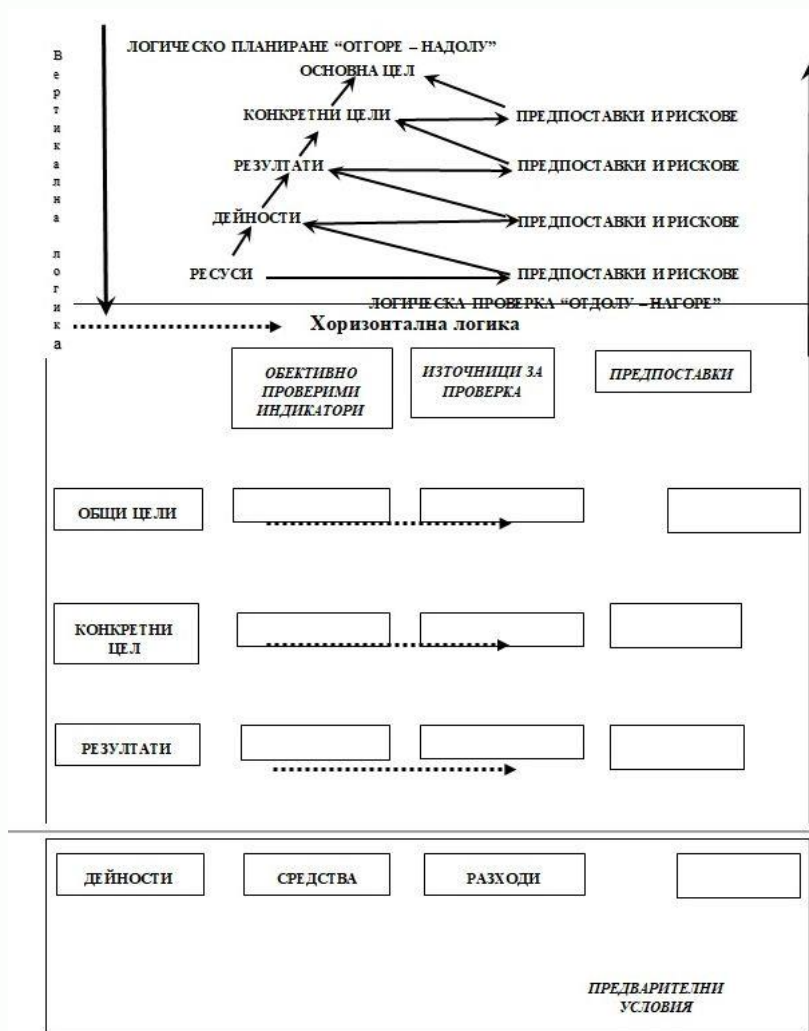 Вертикална логика
ЛОГИЧЕСКО ПЛАНИРАНЕ “ОТГОРЕ – НАДОЛУ”
ОСНОВНА ЦЕЛ
КОНКРЕТНИ ЦЕЛИ ПРЕДПОСТАВКИ И РИСКОВЕ
РЕЗУЛТАТИ ПРЕДПОСТАВКИ И РИСКОВЕ
ДЕЙНОСТИ ПРЕДПОСТАВКИ И РИСКОВЕ
РЕСУСИ ПРЕДПОСТАВКИ И РИСКОВЕ
ЛОГИЧЕСКА ПРОВЕРКА “ОТДОЛУ – НАГОРЕ”
Хоризонтална логика
ОБЕКТИВНО
ПРОВЕРИМИ
ИНДИКАТОРИ
ИЗТОЧНИЦИ ЗА
ПРОВЕРКА
ПРЕДПОСТАВКИ
ОБЩИ ЦЕЛИ
КОНКРЕТНИ
ЦЕЛ
РЕЗУЛТАТИ
ДЕЙНОСТИ СРЕДСТВА РАЗХОДИ
ПРЕДВАРИТЕЛНИ
УСЛОВИЯ